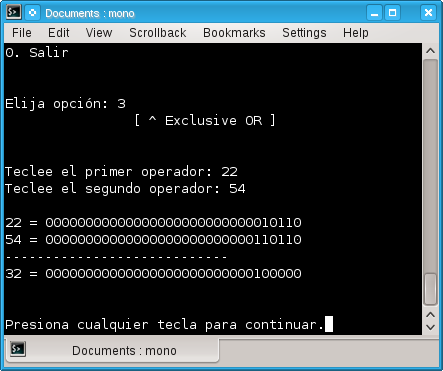 Documents : mono
File Edit View Scrollback Bookmarks Settings Help
0. Salir
Elija opción: 3
[ ^ Exclusive OR ]
Teclee el primer operador: 22
Teclee el segundo operador: 54
22 = 00000000000000000000000000010110
54 = 00000000000000000000000000110110
----------------------------
32 = 00000000000000000000000000100000
Presiona cualquier tecla para continuar.
Documents : mono